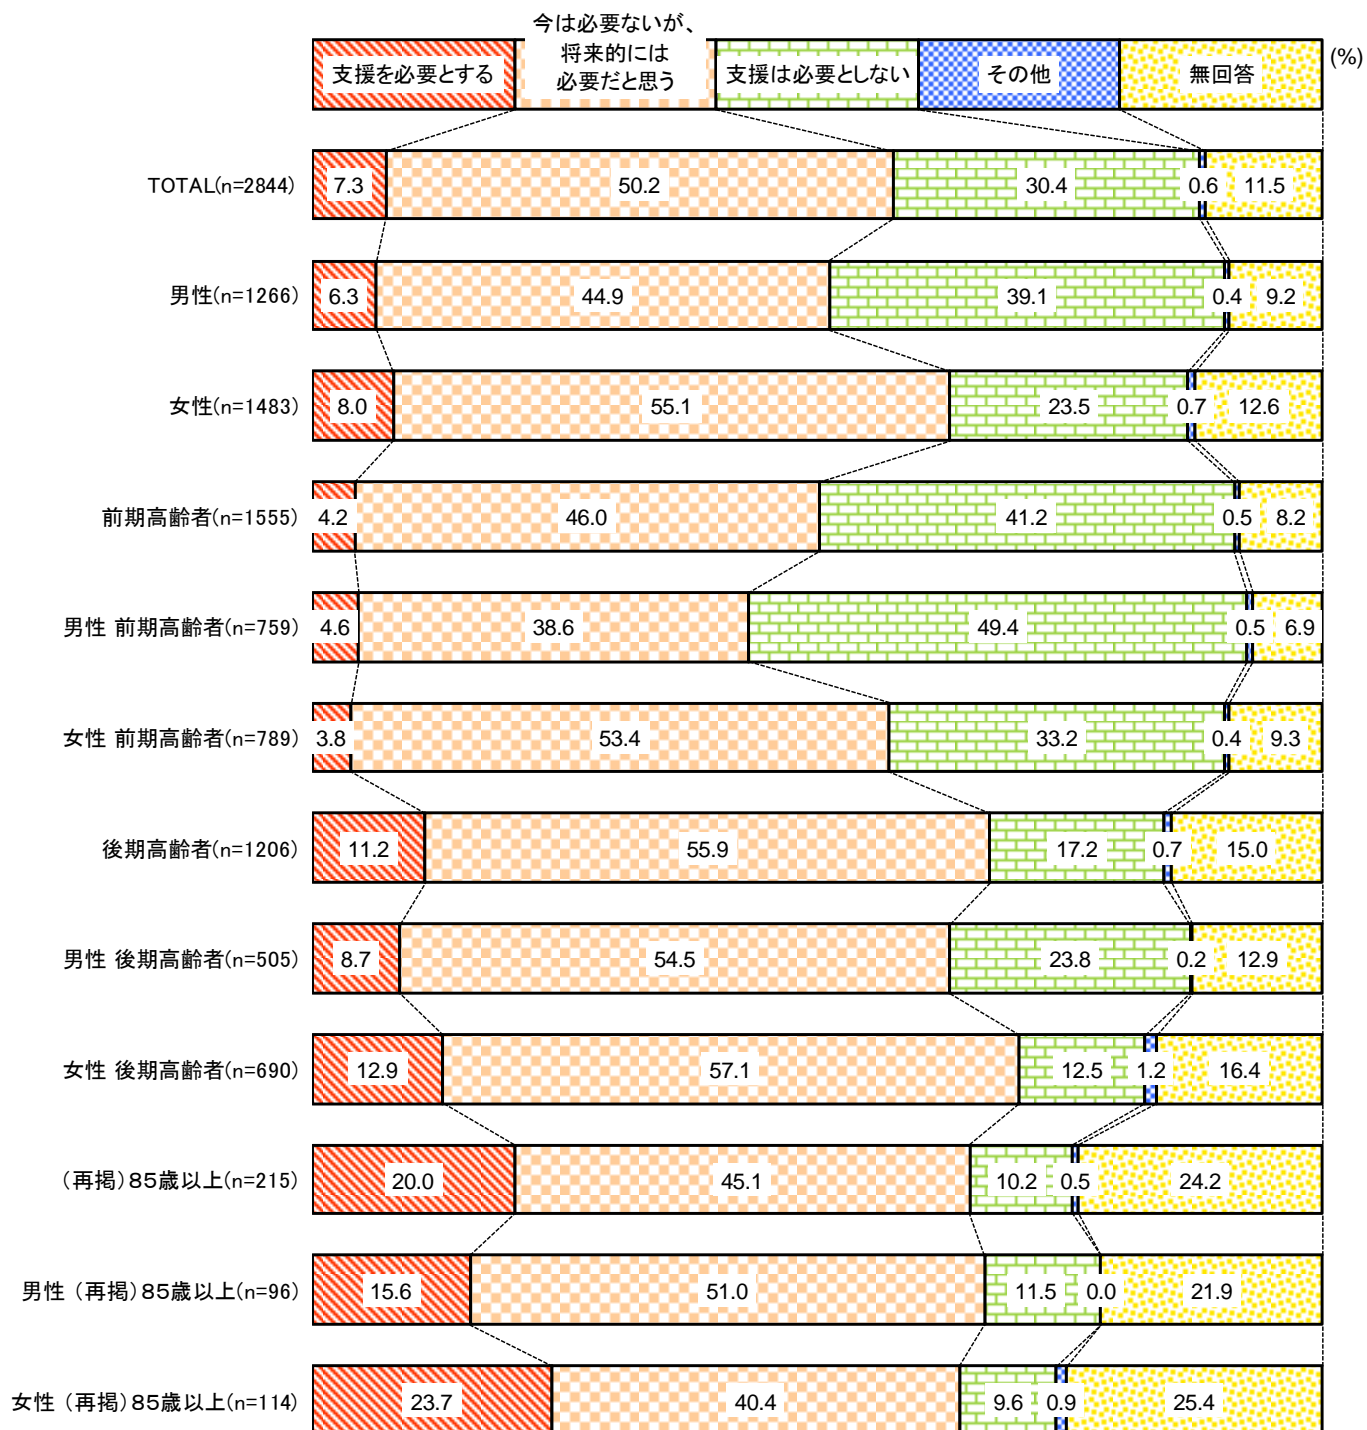 今は必要ないが、
将来的には
必要だと思う
支援を必要とする
支援は必要としない
その他
無回答
(%)
TOTAL(n=2844) 7.3 50.2 30.4 0.6 11.5
男性(n=1266) 6.3 44.9 39.1 0.4 9.2
女性(n=1483) 8.0 55.1 23.5 0.7 12.6
前期高齢者(n=1555) 4.2 46.0 41.2 0.5 8.2
男性 前期高齢者(n=759) 4.6 38.6 49.4 0.5 6.9
女性 前期高齢者(n=789) 3.8 53.4 33.2 0.4 9.3
後期高齢者(n=1206) 11.2 55.9 17.2 0.7 15.0
男性 後期高齢者(n=505) 8.7 54.5 23.8 0.2 12.9
女性 後期高齢者(n=690) 12.9 57.1 12.5 1.2 16.4
（再掲）85歳以上(n=215) 20.0 45.1 10.2 0.5 24.2
男性 （再掲）85歳以上(n=96) 15.6 51.0 11.5 0.0 21.9
女性 （再掲）85歳以上(n=114) 23.7 40.4 9.6 0.9 25.4